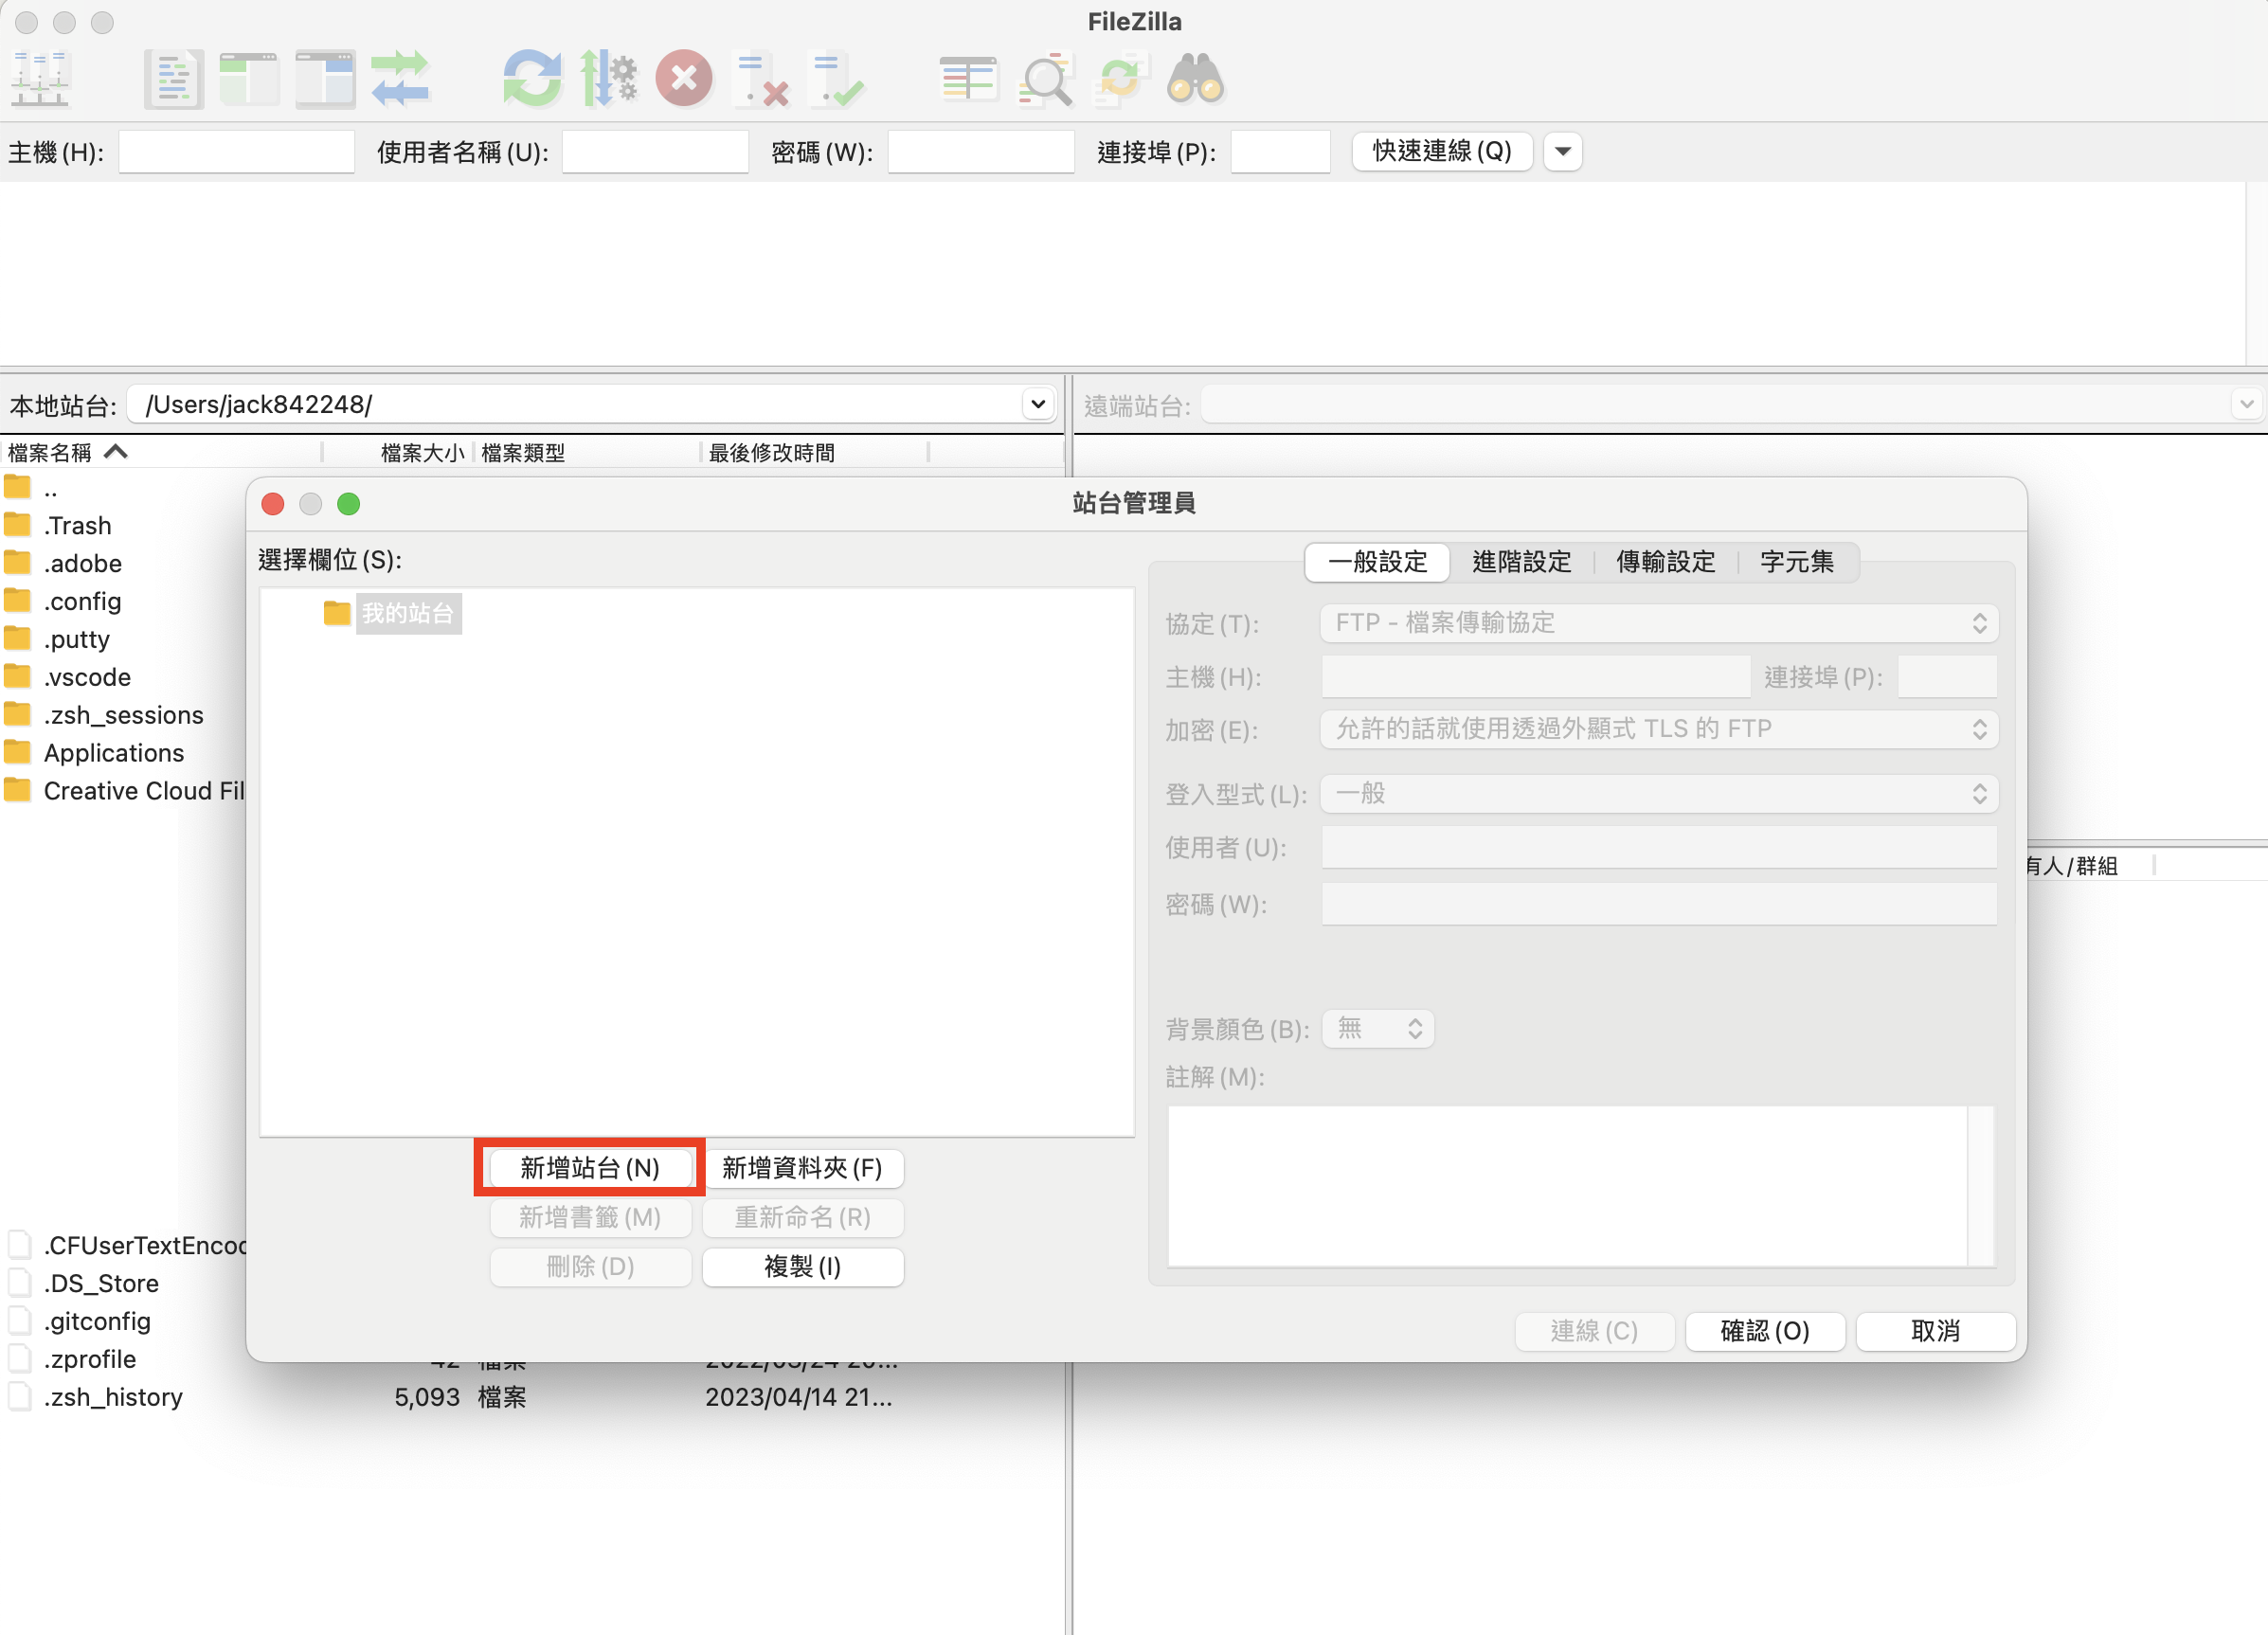 FileZilla
主機(H): 使用者名稱(U): 密碼(W): 連接埠(P): 快速連線(Q)
本地站台: /Users/jack842248/
遠端站台:
檔案名稱 檔案大小 檔案類型 最後修改時間
..
.Trash
.adobe
.config
.putty
.vscode
.zsh_sessions
Applications
Creative Cloud Fil
.CFUserTextEncod
.DS_Store
.gitconfig
.zprofile 42 檔案 2022/05/24 20...
.zsh_history 5,093 檔案 2023/04/14 21...
有人/群組
站台管理員
選擇欄位(S):
我的站台
新增站台(N) 新增資料夾(F)
新增書籤(M) 重新命名(R)
刪除(D) 複製(I)
一般設定 進階設定 傳輸設定 字元集
協定(T): FTP - 檔案傳輸協定
主機(H): 連接埠(P):
加密(E): 允許的話就使用透過外顯式 TLS 的 FTP
登入型式(L): 一般
使用者(U):
密碼(W):
背景顏色(B): 無
註解(M):
連線(C) 確認(O) 取消